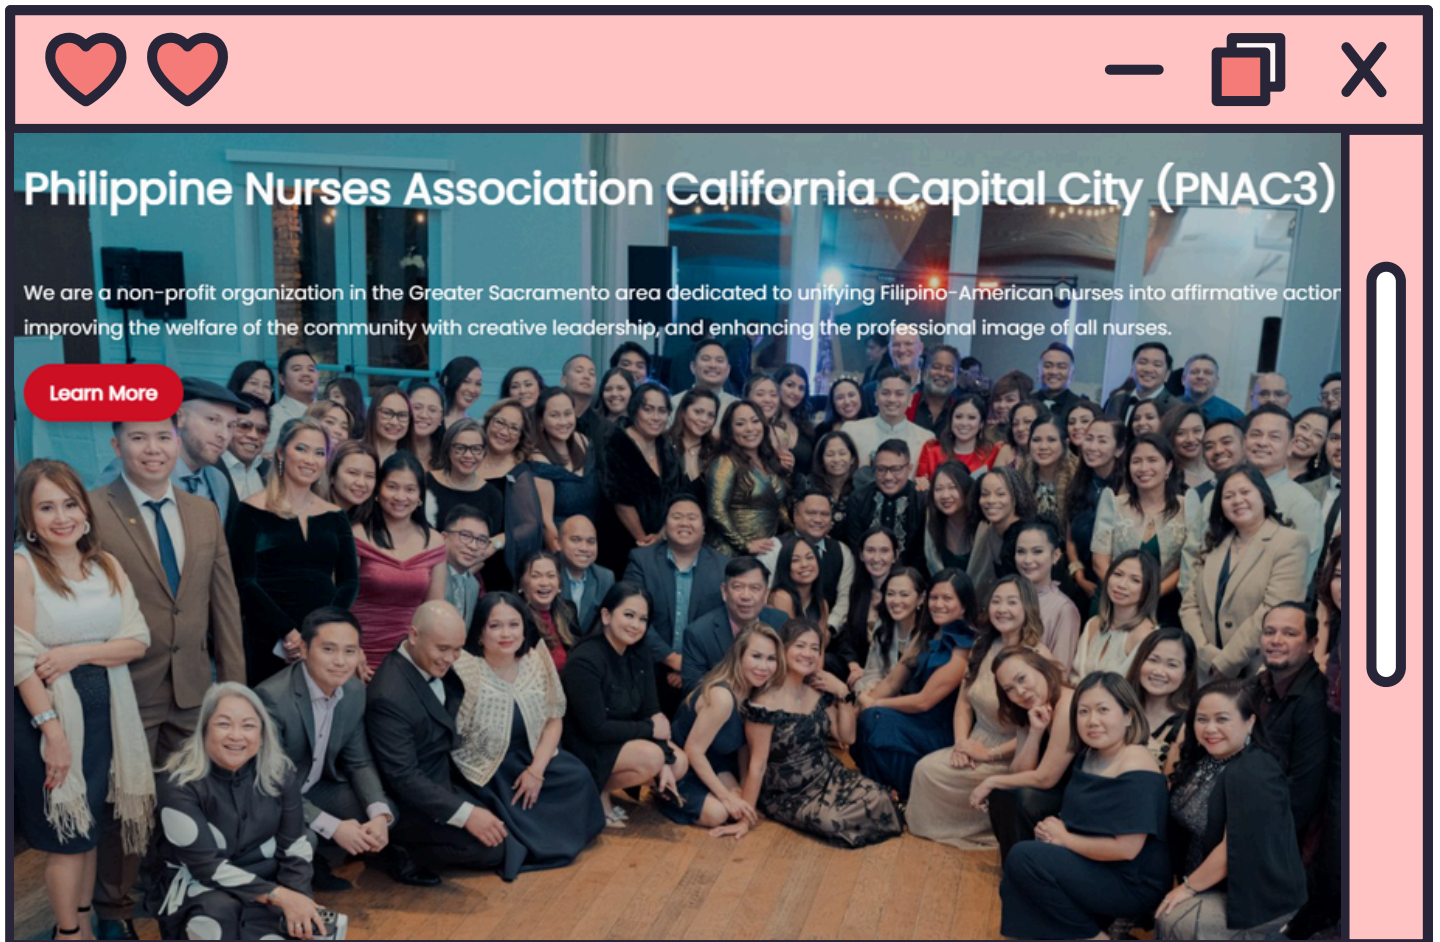 Philippine Nurses Association California Capital City (PNAC3)
We are a non-profit organization in the Greater Sacramento area dedicated to unifying Filipino-American nurses into affirmative action
improving the welfare of the community with creative leadership, and enhancing the professional image of all nurses.
Learn More